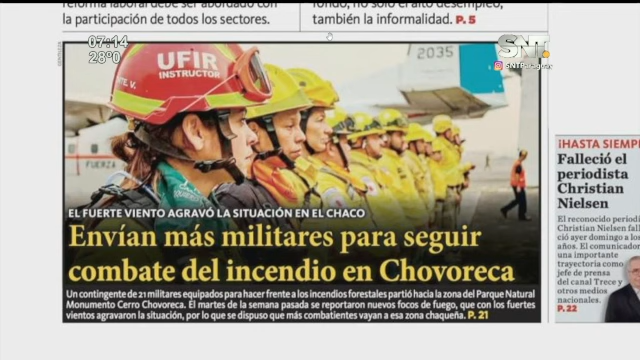 reforma laboral debe ser abordado con
la participación de todos los sectores.
fondo, no solo el alto desempleo,
también la informalidad. P. 5
07:14
28°0
SNT
SNTParaguay
UFIR
INSTRUCTOR
2035
FUERZA
EL FUERTE VIENTO AGRAVÓ LA SITUACIÓN EN EL CHACO
Envían más militares para seguir
combate del incendio en Chovoreca
Un contingente de 21 militares equipados para hacer frente a los incendios forestales partió hacia la zona del Parque Natural
Monumento Cerro Chovoreca. El martes de la semana pasada se reportaron nuevos focos de fuego, que con los fuertes
vientos agravaron la situación, por lo que se dispuso que más combatientes vayan a esa zona chaqueña. P. 21
¡HASTA SIEMP
Falleció el
periodista
Christian
Nielsen
El reconocido period
Christian Nielsen fall
ció ayer domingo a los
años. El comunicador
una importante
trayectoria como
jefe de prensa
del canal Trece y
otros medios
nacionales.
P. 22